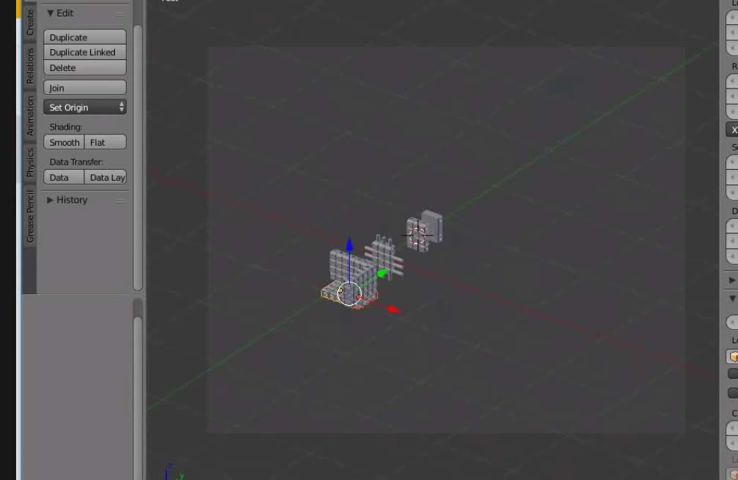 Create
Relations
Animation
Physics
Grease Pencil
Edit
Duplicate
Duplicate Linked
Delete
Join
Set Origin
Shading:
Smooth Flat
Data Transfer:
Data Data Lay
History
X